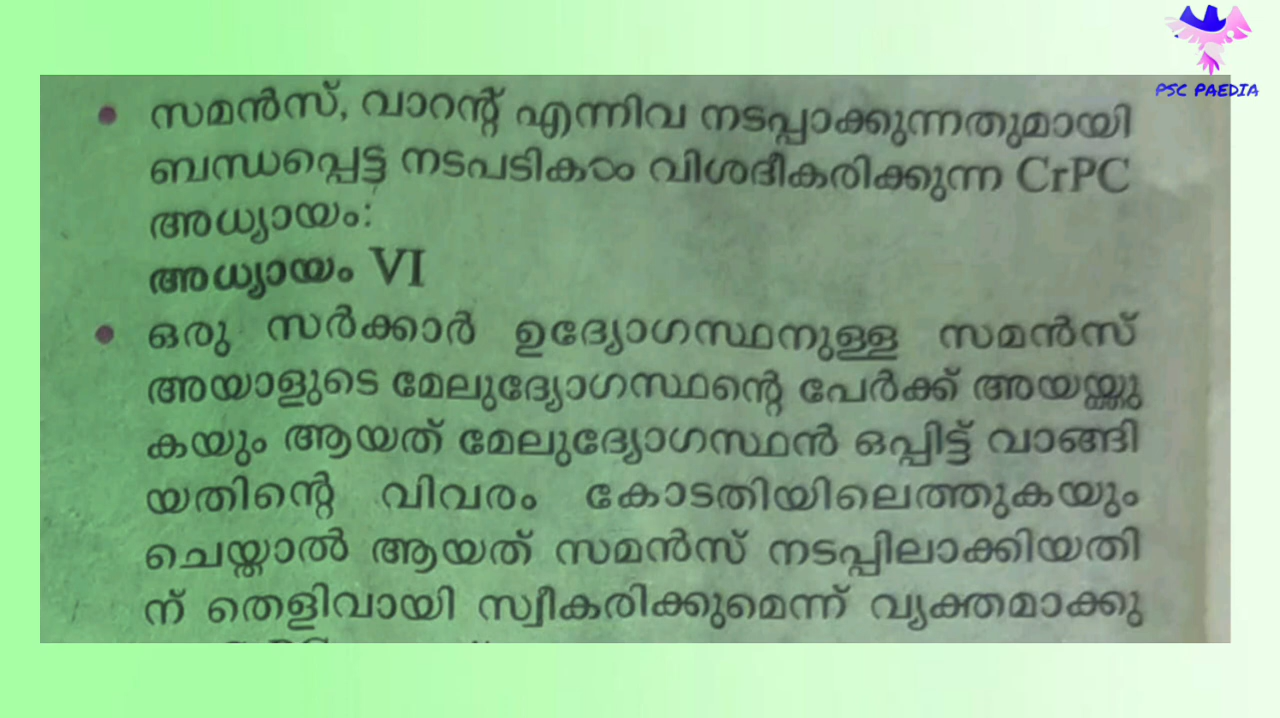 PSC PAEDIA
സമൻസ്, വാറന്റ് എന്നിവ നടപ്പാക്കുന്നതുമായി
ബന്ധപ്പെട്ട നടപടികൾ വിശദീകരിക്കുന്ന CrPC
അധ്യായം:
അധ്യായം VI
ഒരു സർക്കാർ ഉദ്യോഗസ്ഥനുള്ള സമൻസ്
അയാളുടെ മേലുദ്യോഗസ്ഥന്റെ പേർക്ക് അയയ്ക്കു
കയും ആയത് മേലുദ്യോഗസ്ഥൻ ഒപ്പിട്ട് വാങ്ങി
യതിന്റെ വിവരം കോടതിയിലെത്തുകയും
ചെയ്താൽ ആയത് സമൻസ് നടപ്പിലാക്കിയതി
ന് തെളിവായി സ്വീകരിക്കുമെന്ന് വ്യക്തമാക്കു